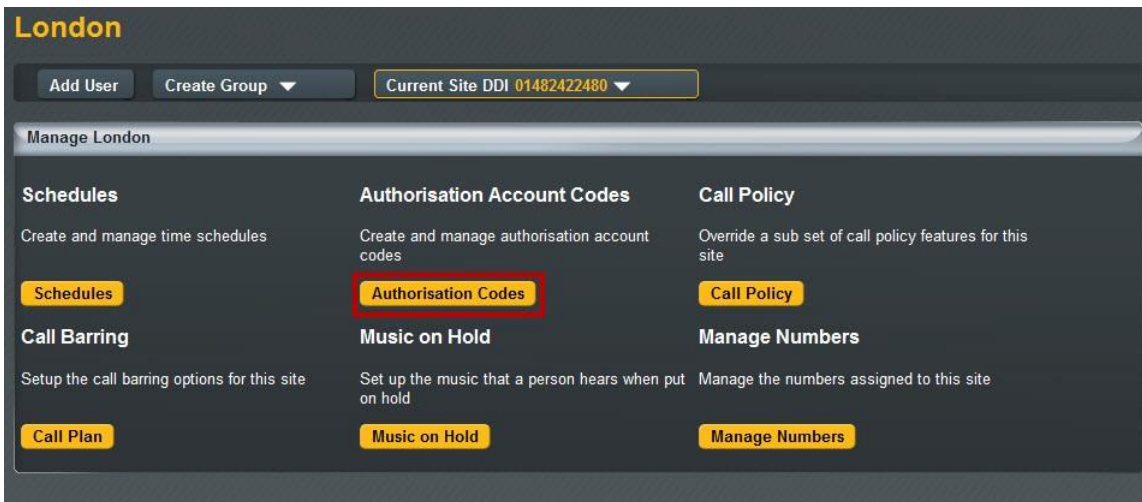 London
Add User
Create Group
Current Site DDI 01482422480
Manage London
Schedules
Create and manage time schedules
Schedules
Authorisation Account Codes
Create and manage authorisation account
codes
Authorisation Codes
Call Policy
Override a sub set of call policy features for this
site
Call Policy
Call Barring
Setup the call barring options for this site
Call Plan
Music on Hold
Set up the music that a person hears when put
on hold
Music on Hold
Manage Numbers
Manage the numbers assigned to this site
Manage Numbers